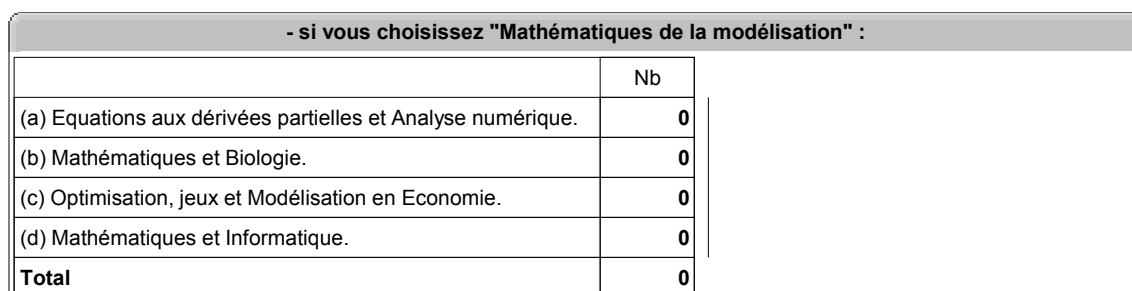 - si vous choisissez "Mathématiques de la modélisation" :
Nb
(a) Equations aux dérivées partielles et Analyse numérique. 0
(b) Mathématiques et Biologie. 0
(c) Optimisation, jeux et Modélisation en Economie. 0
(d) Mathématiques et Informatique. 0
Total 0